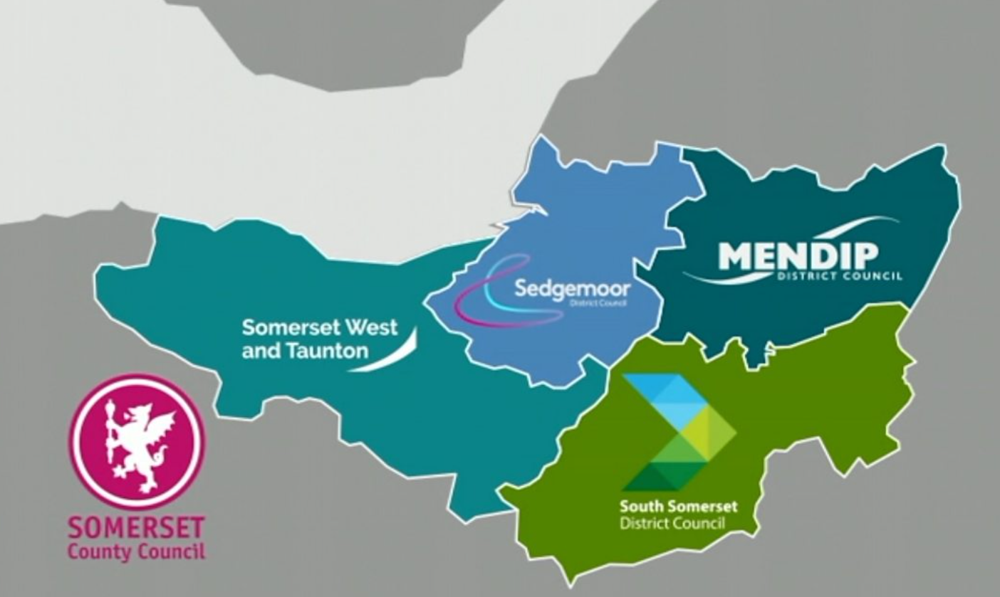 MENDIP
DISTRICT COUNCIL
Sedgemoor
District Council
Somerset West
and Taunton
South Somerset
District Council
SOMERSET
County Council